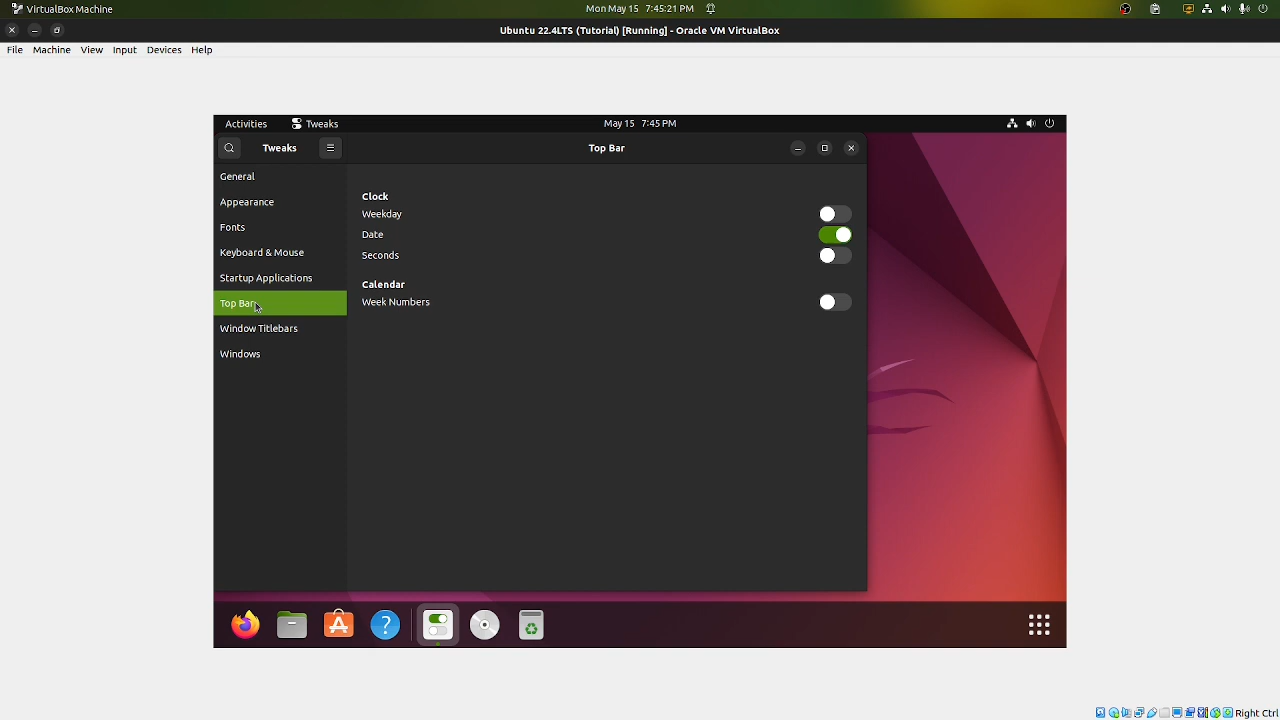 VirtualBox Machine
Mon May 15 7:45:21 PM
Ubuntu 22.4LTS (Tutorial) [Running] - Oracle VM VirtualBox
File Machine View Input Devices Help
Activities Tweaks May 15 7:45 PM
Tweaks Top Bar
General
Appearance
Fonts
Keyboard & Mouse
Startup Applications
Top Bar
Window Titlebars
Windows
Clock
Weekday
Date
Seconds
Calendar
Week Numbers
Right Ctrl